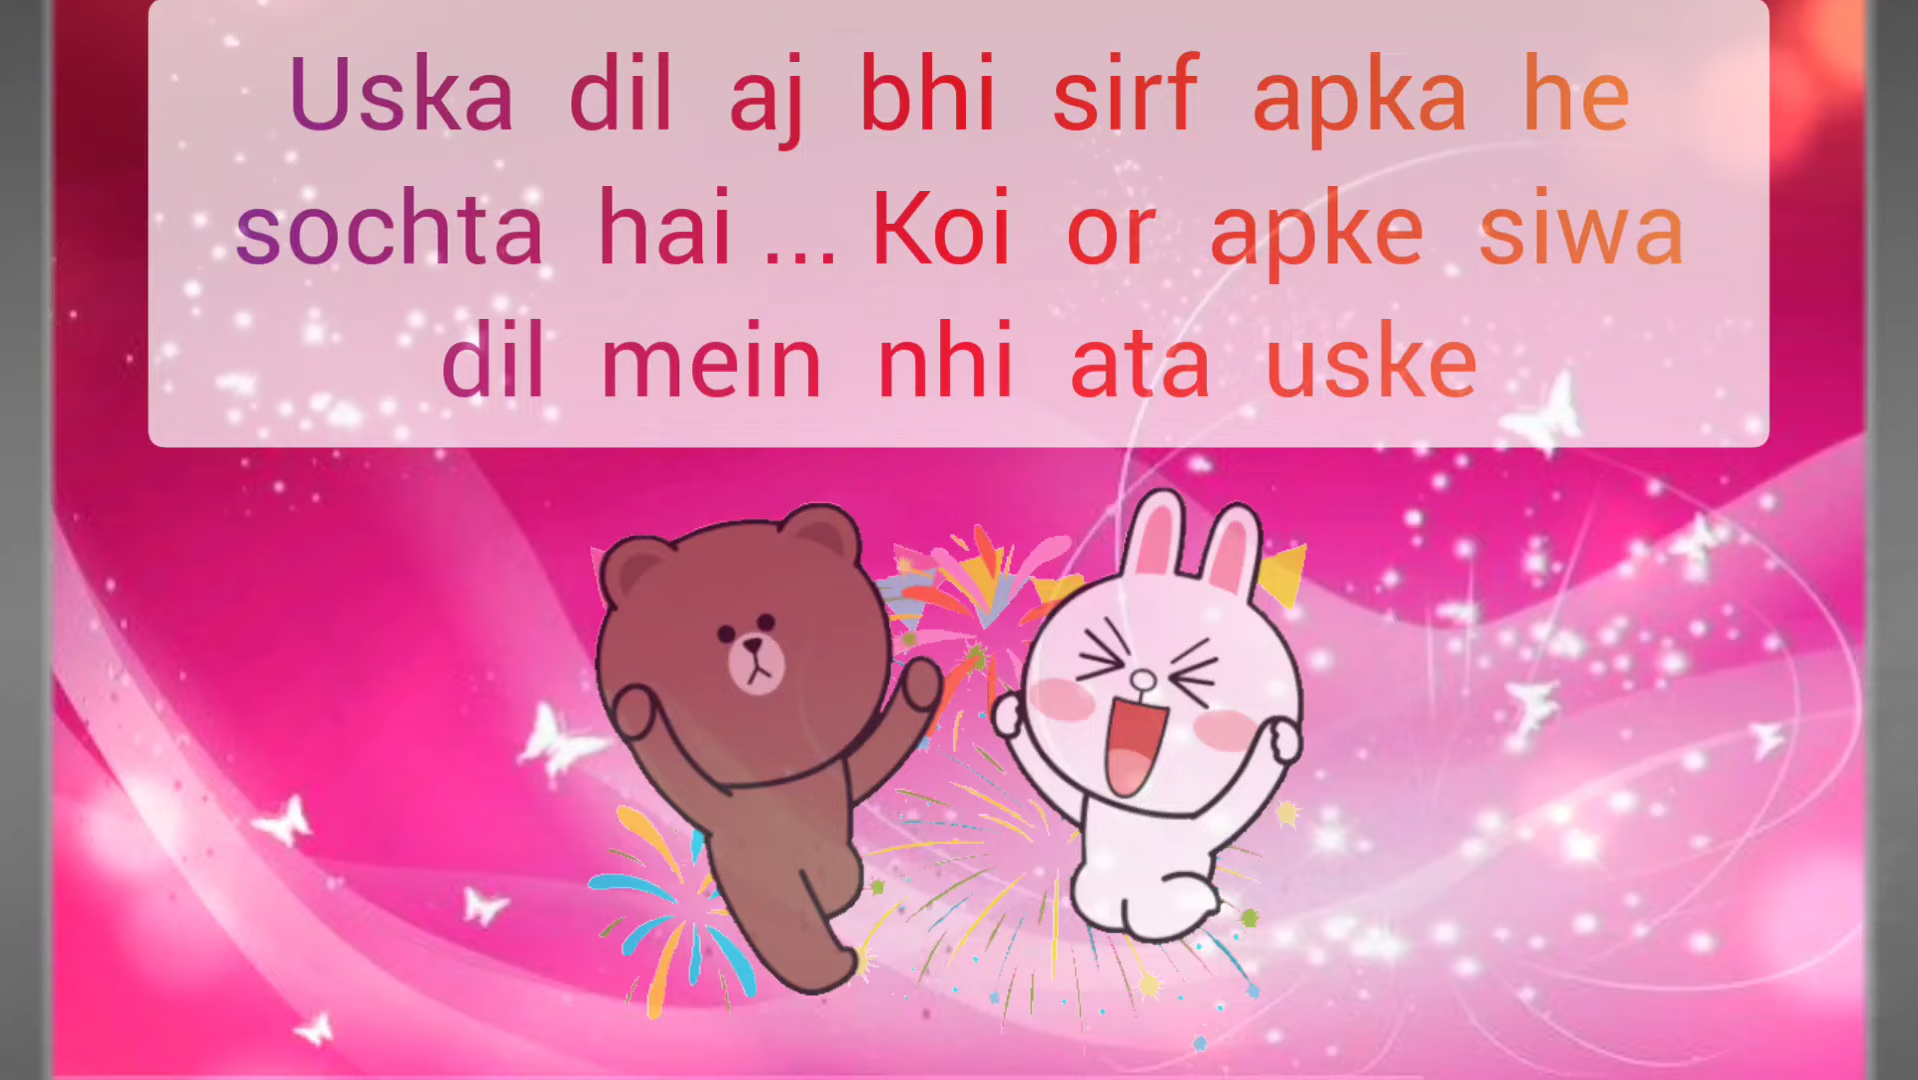 Uska dil aj bhi sirf apka he
sochta hai ... Koi or apke siwa
dil mein nhi ata uske